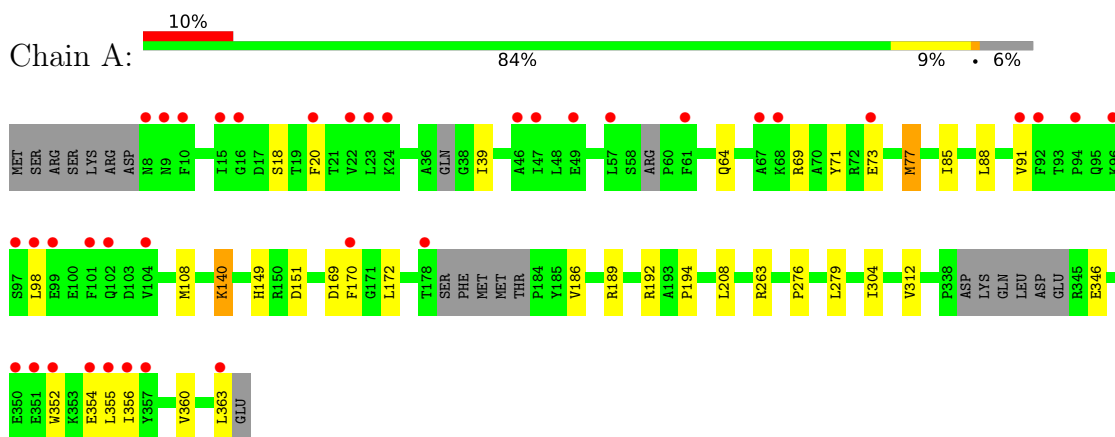 10%
Chain A:
84% 9% • 6%
MET SER ARG SER LYS ARG ASP N8 N9 F10 I15 G16 D17 S18 T19 F20 T21 V22 L23 K24 A36 GLN G38 I39 A46 I47 L48 E49 L57 S58 ARG P60 F61 Q64 A67 K68 R69 A70 Y71 R72 E73 M77 I85 L88 V91 F92 T93 P94 Q95 K96
S97 L98 E99 E100 F101 Q102 D103 V104 M108 K140 H149 R150 D151 D169 F170 G171 L172 T178 SER PHE MET MET THR P184 Y185 V186 R189 R192 A193 P194 L208 R263 P276 L279 I304 V312 P338 ASP LYS GLN LEU ASP GLU R345 E346
E350 E351 W352 K353 E354 L355 I356 Y357 V360 L363 GLU